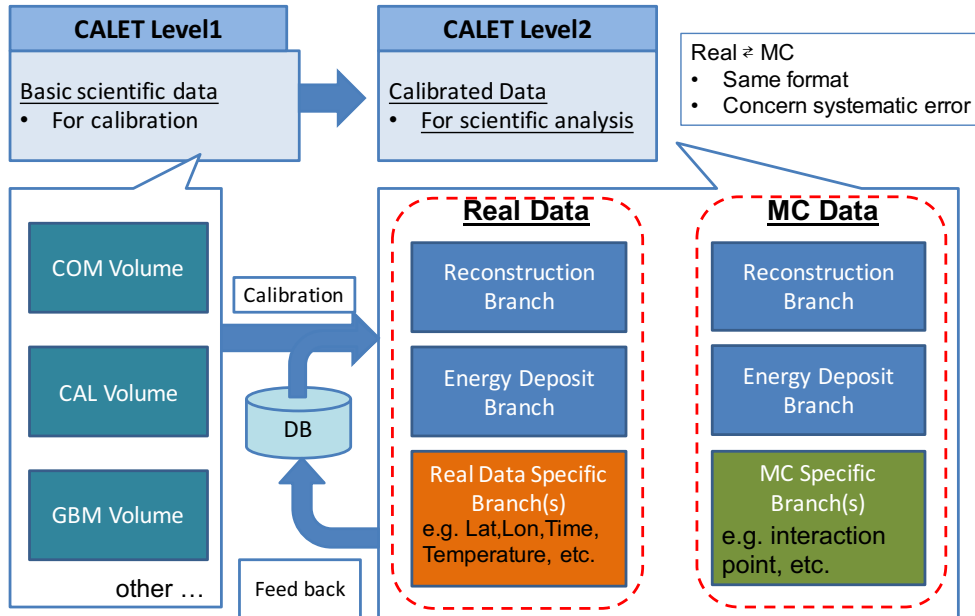 CALET Level1
Basic scientific data
• For calibration
CALET Level2
Calibrated Data
• For scientific analysis
Real ⇄ MC
• Same format
• Concern systematic error
COM Volume
CAL Volume
GBM Volume
other …
Calibration
DB
Feed back
Real Data
Reconstruction
Branch
Energy Deposit
Branch
Real Data Specific
Branch(s)
e.g. Lat,Lon,Time,
Temperature, etc.
MC Data
Reconstruction
Branch
Energy Deposit
Branch
MC Specific
Branch(s)
e.g. interaction
point, etc.